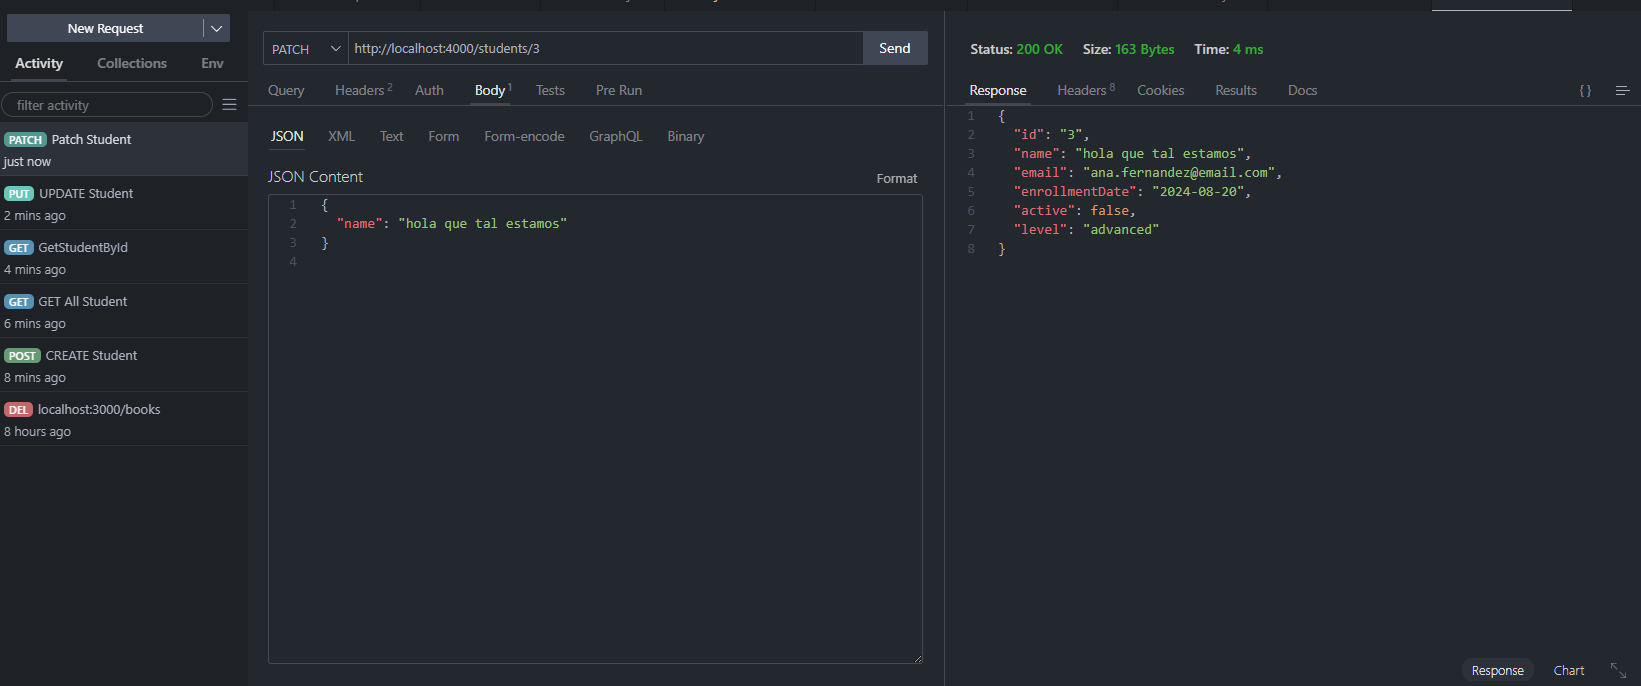 New Request
Activity Collections Env
filter activity
PATCH Patch Student
just now
PUT UPDATE Student
2 mins ago
GET GetStudentById
4 mins ago
GET GET All Student
6 mins ago
POST CREATE Student
8 mins ago
DEL localhost:3000/books
8 hours ago
PATCH http://localhost:4000/students/3 Send
Query Headers 2 Auth Body 1 Tests Pre Run
JSON XML Text Form Form-encode GraphQL Binary
JSON Content Format
1 {
2 "name": "hola que tal estamos"
3 }
4
Status: 200 OK Size: 163 Bytes Time: 4 ms
Response Headers 8 Cookies Results Docs { }
1 {
2 "id": "3",
3 "name": "hola que tal estamos",
4 "email": "ana.fernandez@email.com",
5 "enrollmentDate": "2024-08-20",
6 "active": false,
7 "level": "advanced"
8 }
Response Chart